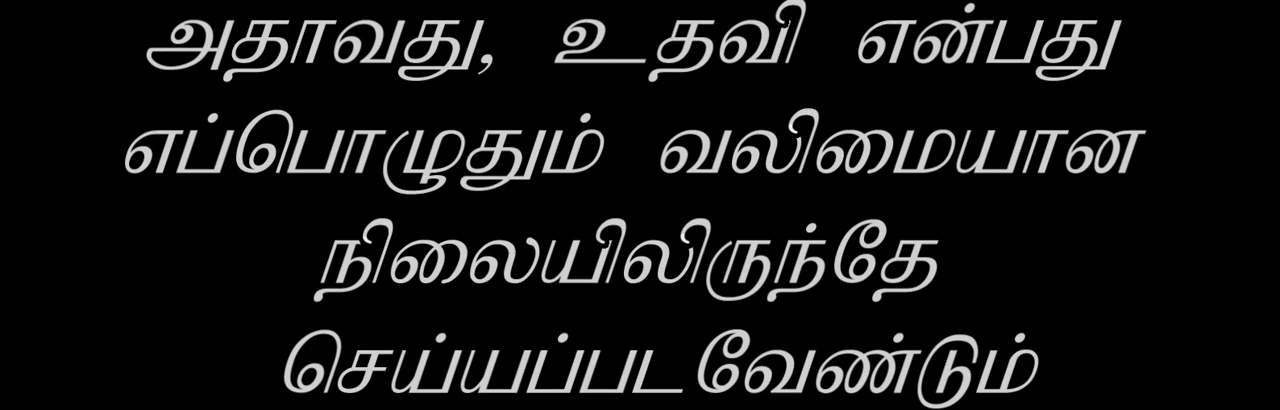 அதாவது, உதவி என்பது
எப்பொழுதும் வலிமையான
நிலையிலிருந்தே
செய்யப்படவேண்டும்